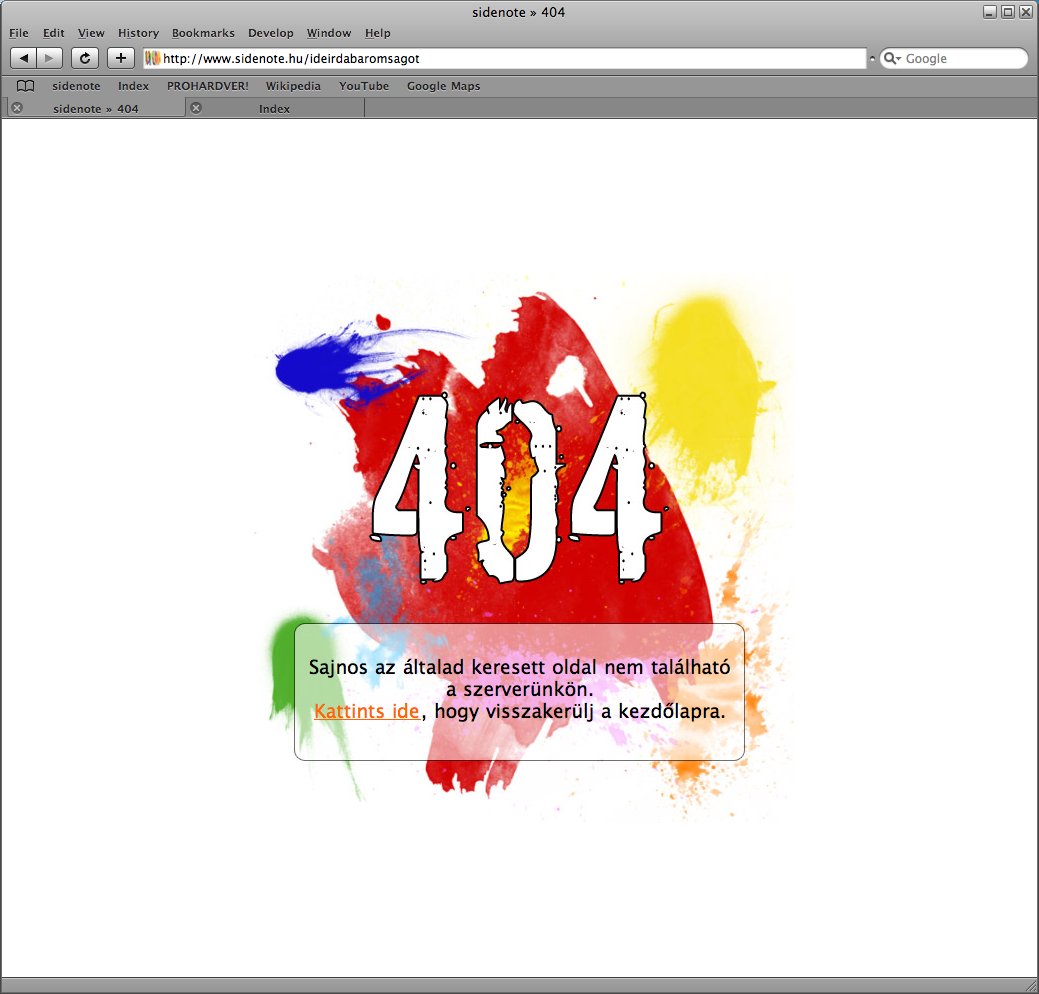 sidenote » 404
File Edit View History Bookmarks Develop Window Help
http://www.sidenote.hu/ideirdabaromsagot Google
sidenote Index PROHARDVER! Wikipedia YouTube Google Maps
sidenote » 404 Index
404
Sajnos az általad keresett oldal nem található
a szerverünkön.
Kattints ide, hogy visszakerülj a kezdőlapra.